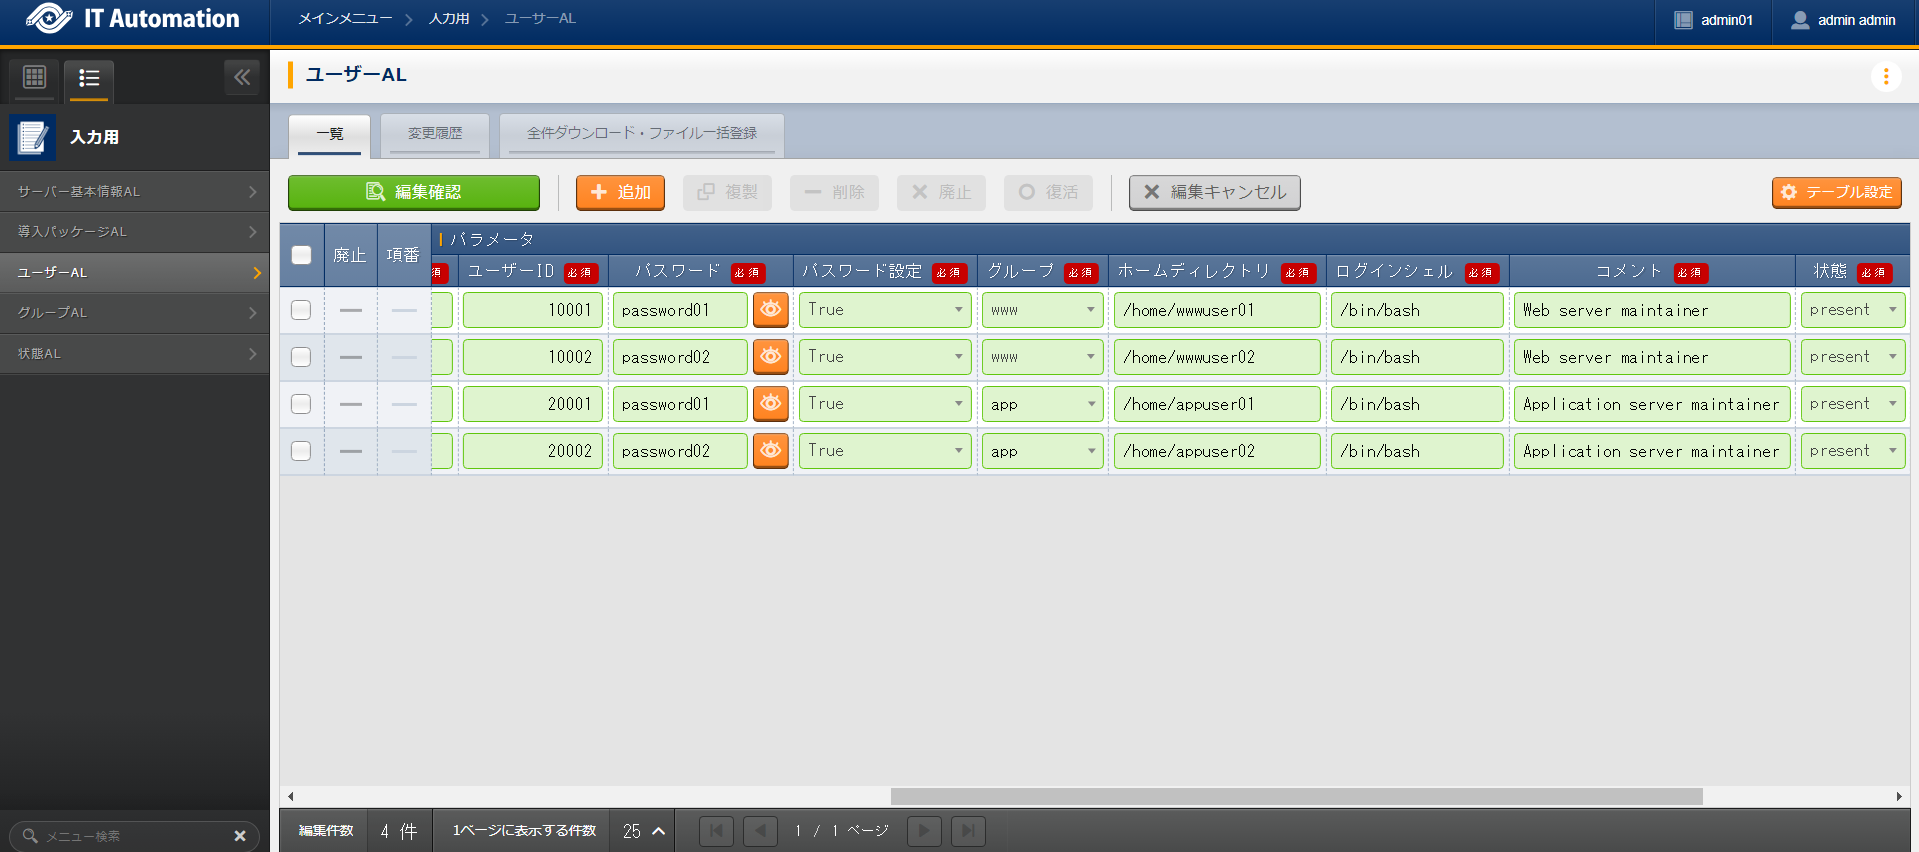 IT Automation
メインメニュー
入力用
ユーザーAL
admin01
admin admin
入力用
サーバー基本情報AL
導入パッケージAL
ユーザーAL
グループAL
状態AL
メニュー検索
ユーザーAL
一覧
変更履歴
全件ダウンロード・ファイル一括登録
編集確認
追加
複製
削除
廃止
復活
編集キャンセル
テーブル設定
廃止 項番 パラメータ
須 ユーザーID 必須 パスワード 必須 パスワード設定 必須 グループ 必須 ホームディレクトリ 必須 ログインシェル 必須 コメント 必須 状態 必須
10001 password01 True www /home/wwwuser01 /bin/bash Web server maintainer present
10002 password02 True www /home/wwwuser02 /bin/bash Web server maintainer present
20001 password01 True app /home/appuser01 /bin/bash Application server maintainer present
20002 password02 True app /home/appuser02 /bin/bash Application server maintainer present
編集件数 4 件 1ページに表示する件数 25 1 / 1 ページ